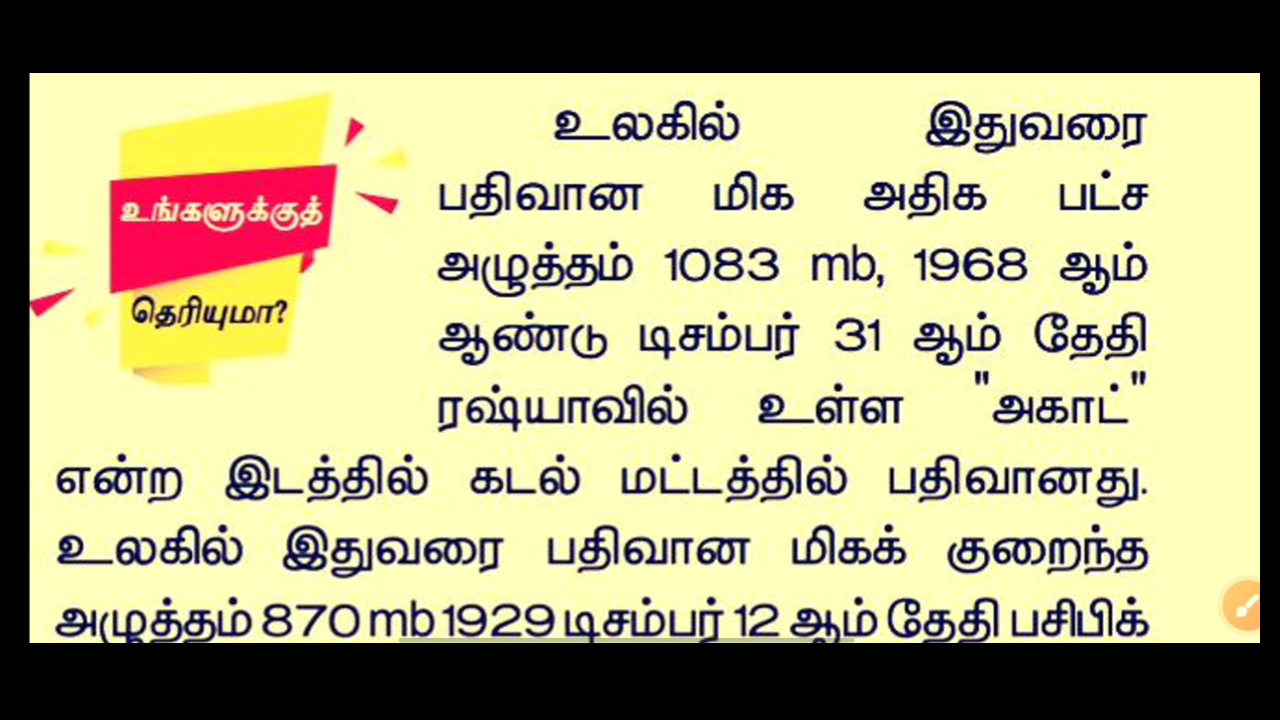 உங்களுக்குத்
தெரியுமா?
உலகில் இதுவரை
பதிவான மிக அதிக பட்ச
அழுத்தம் 1083 mb, 1968 ஆம்
ஆண்டு டிசம்பர் 31 ஆம் தேதி
ரஷ்யாவில் உள்ள "அகாட்"
என்ற இடத்தில் கடல் மட்டத்தில் பதிவானது.
உலகில் இதுவரை பதிவான மிகக் குறைந்த
அழுத்தம் 870 mb 1929 டிசம்பர் 12 ஆம் தேதி பசிபிக்